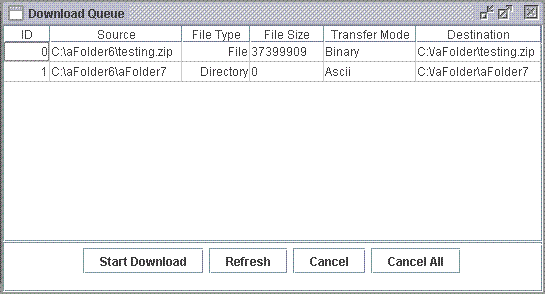 Download Queue
ID Source File Type File Size Transfer Mode Destination
0 C:\aFolder6\testing.zip File 37399909 Binary C:\/aFolder\testing.zip
1 C:\aFolder6\aFolder7 Directory 0 Ascii C:\/aFolder\aFolder7
Start Download Refresh Cancel Cancel All